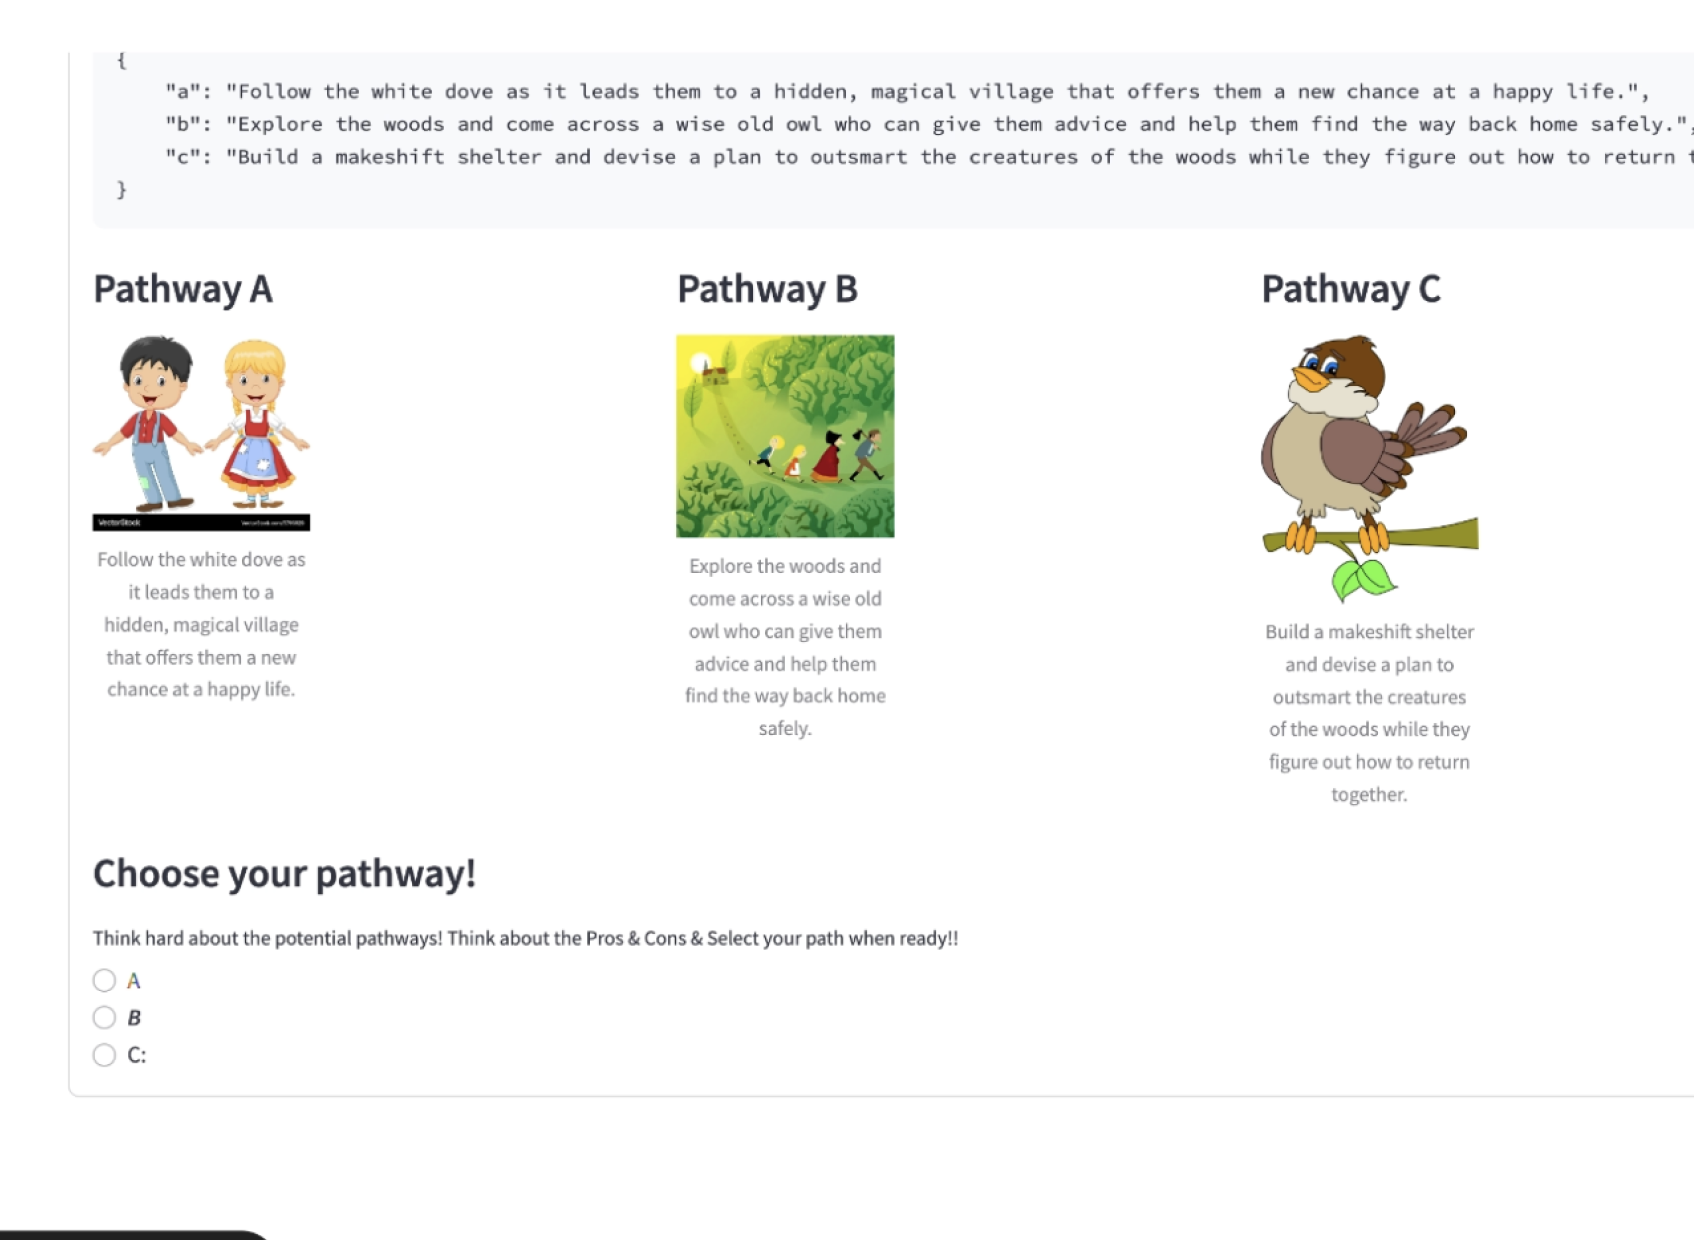 {
"a": "Follow the white dove as it leads them to a hidden, magical village that offers them a new chance at a happy life.",
"b": "Explore the woods and come across a wise old owl who can give them advice and help them find the way back home safely.",
"c": "Build a makeshift shelter and devise a plan to outsmart the creatures of the woods while they figure out how to return
}
Pathway A
Pathway B
Pathway C
VectorStock
Follow the white dove as
it leads them to a
hidden, magical village
that offers them a new
chance at a happy life.
Explore the woods and
come across a wise old
owl who can give them
advice and help them
find the way back home
safely.
Build a makeshift shelter
and devise a plan to
outsmart the creatures
of the woods while they
figure out how to return
together.
Choose your pathway!
Think hard about the potential pathways! Think about the Pros & Cons & Select your path when ready!!
A
B
C: